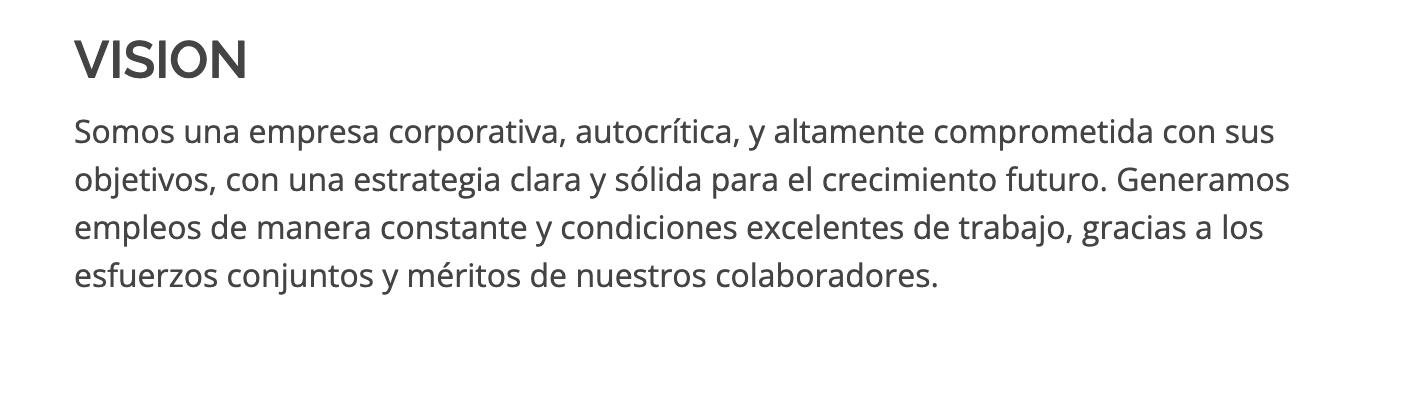 VISION
Somos una empresa corporativa, autocrítica, y altamente comprometida con sus
objetivos, con una estrategia clara y sólida para el crecimiento futuro. Generamos
empleos de manera constante y condiciones excelentes de trabajo, gracias a los
esfuerzos conjuntos y méritos de nuestros colaboradores.